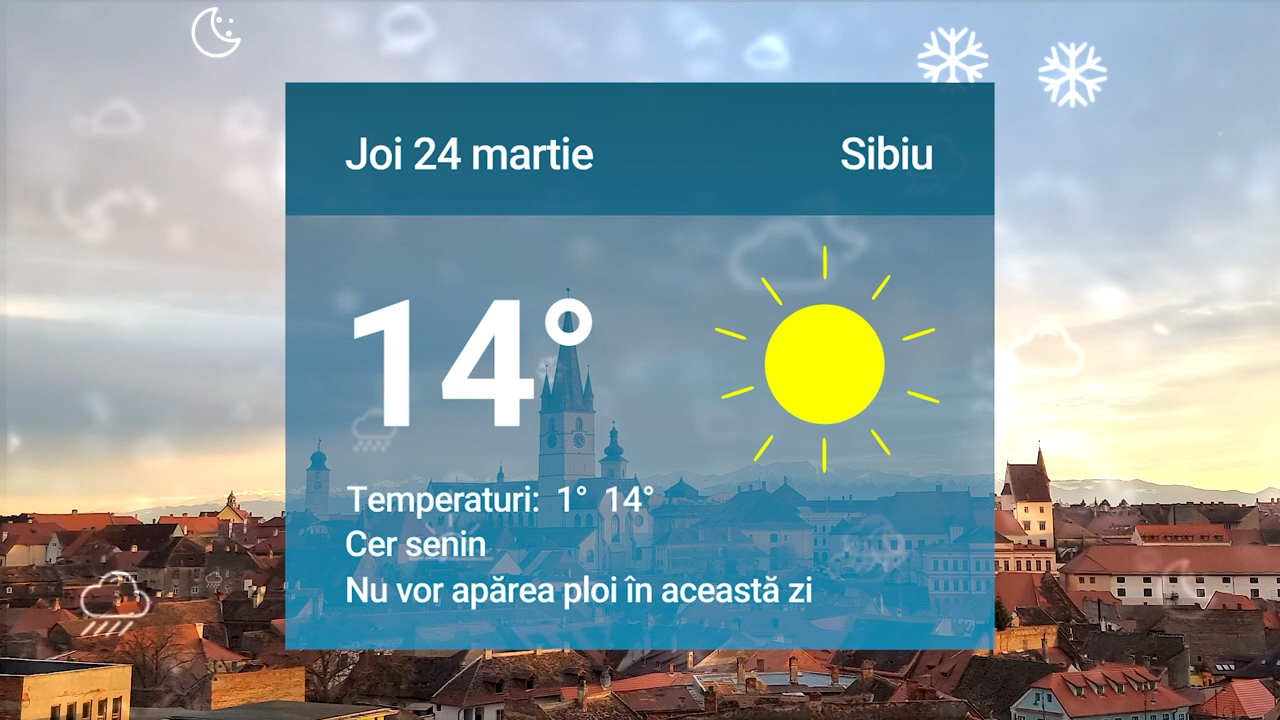 Joi 24 martie
Sibiu
14°
Temperaturi: 1° 14°
Cer senin
Nu vor apărea ploi în această zi